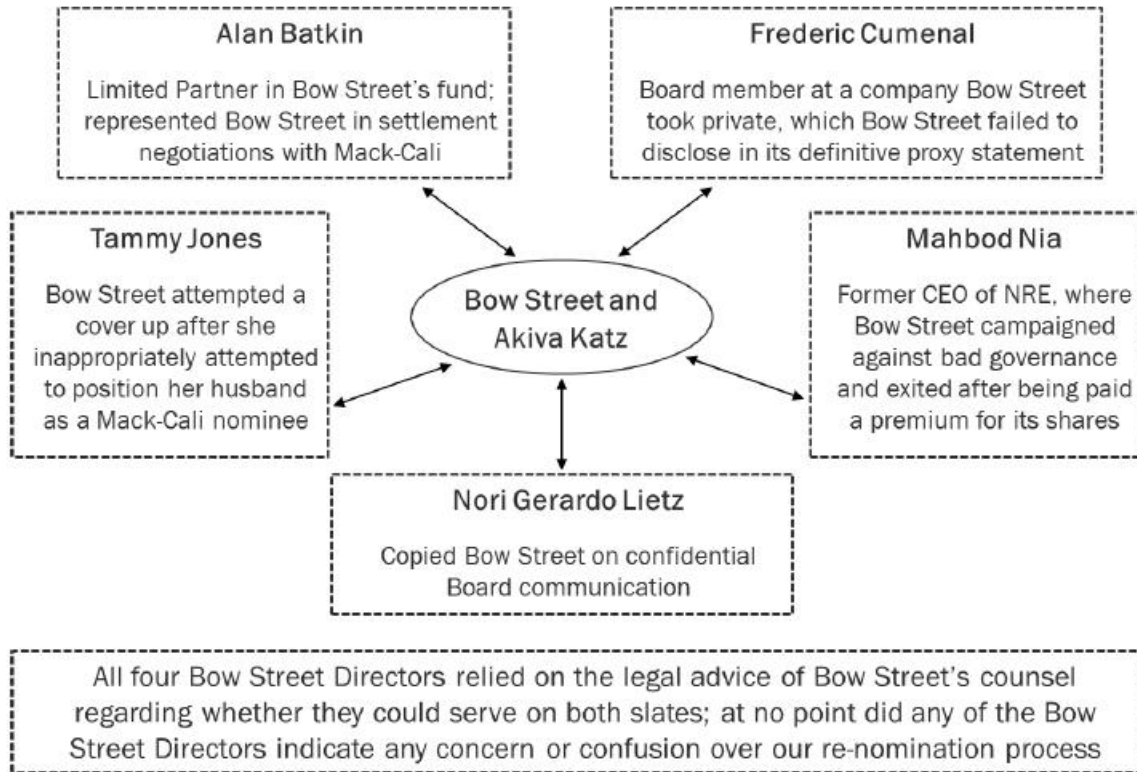 Alan Batkin
Limited Partner in Bow Street's fund;
represented Bow Street in settlement
negotiations with Mack-Cali
Frederic Cumenal
Board member at a company Bow Street
took private, which Bow Street failed to
disclose in its definitive proxy statement
Tammy Jones
Bow Street attempted a
cover up after she
inappropriately attempted
to position her husband
as a Mack-Cali nominee
Bow Street and
Akiva Katz
Mahbod Nia
Former CEO of NRE, where
Bow Street campaigned
against bad governance
and exited after being paid
a premium for its shares
Nori Gerardo Lietz
Copied Bow Street on confidential
Board communication
All four Bow Street Directors relied on the legal advice of Bow Street's counsel
regarding whether they could serve on both slates; at no point did any of the Bow
Street Directors indicate any concern or confusion over our re-nomination process